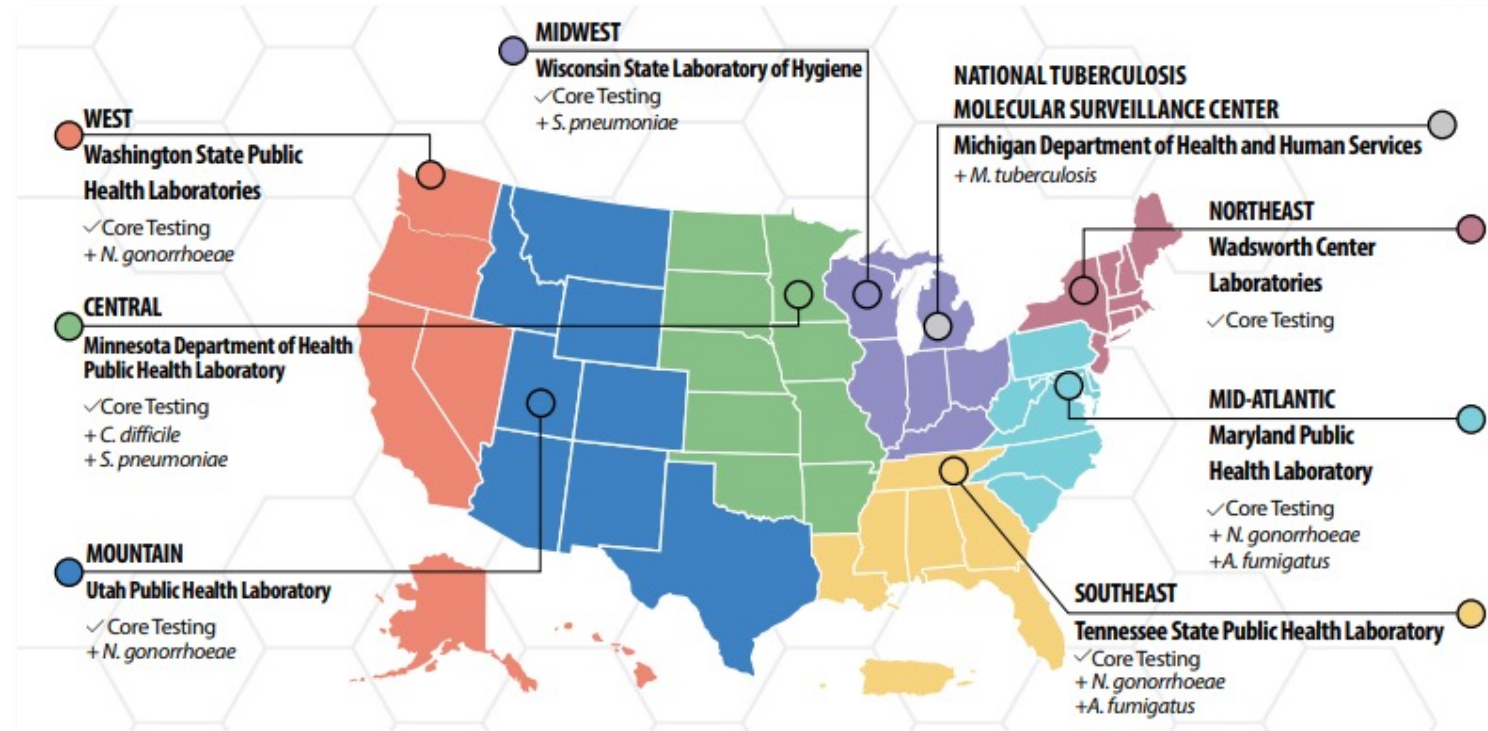 MIDWEST
Wisconsin State Laboratory of Hygiene
✓Core Testing
+ S. pneumoniae
NATIONAL TUBERCULOSIS
MOLECULAR SURVEILLANCE CENTER
Michigan Department of Health and Human Services
+ M. tuberculosis
WEST
Washington State Public
Health Laboratories
✓Core Testing
+ N. gonorrhoeae
NORTHEAST
Wadsworth Center
Laboratories
✓Core Testing
CENTRAL
Minnesota Department of Health
Public Health Laboratory
✓Core Testing
+ C. difficile
+ S. pneumoniae
MID-ATLANTIC
Maryland Public
Health Laboratory
✓Core Testing
+ N. gonorrhoeae
+A. fumigatus
MOUNTAIN
Utah Public Health Laboratory
✓ Core Testing
+ N. gonorrhoeae
SOUTHEAST
Tennessee State Public Health Laboratory
✓Core Testing
+ N. gonorrhoeae
+A. fumigatus